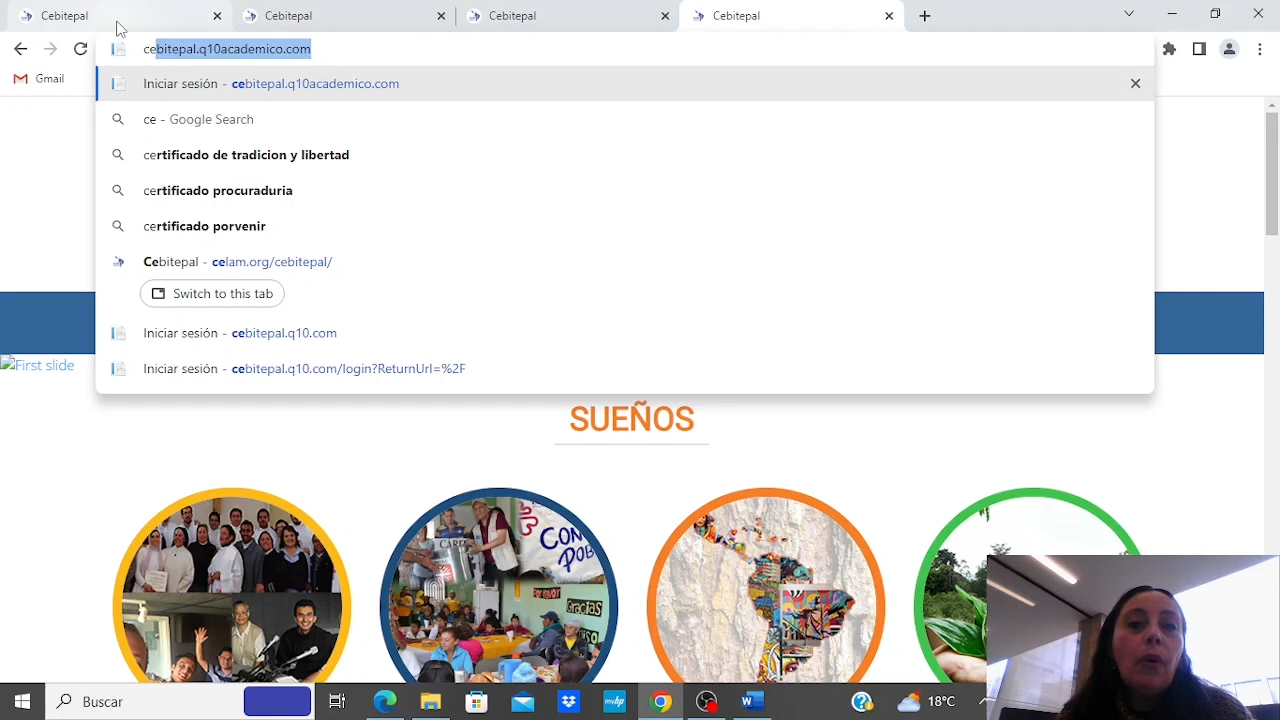 Cebitepal
Cebitepal
Cebitepal
Cebitepal
cebitepal.q10academico.com
Gmail
Iniciar sesión - cebitepal.q10academico.com
ce - Google Search
certificado de tradicion y libertad
certificado procuraduria
certificado porvenir
Cebitepal - celam.org/cebitepal/
Switch to this tab
Iniciar sesión - cebitepal.q10.com
Iniciar sesión - cebitepal.q10.com/login?ReturnUrl=%2F
First slide
SUEÑOS
CON
Gracias
Buscar
mybp
W
18°C